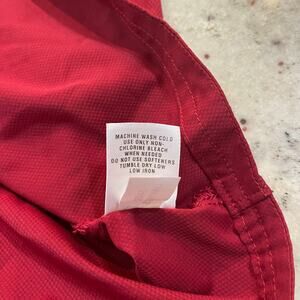 MACHINE WASH COLD
USE ONLY NON-
CHLORINE BLEACH
WHEN NEEDED
DO NOT USE SOFTENERS
TUMBLE DRY LOW
LOW IRON